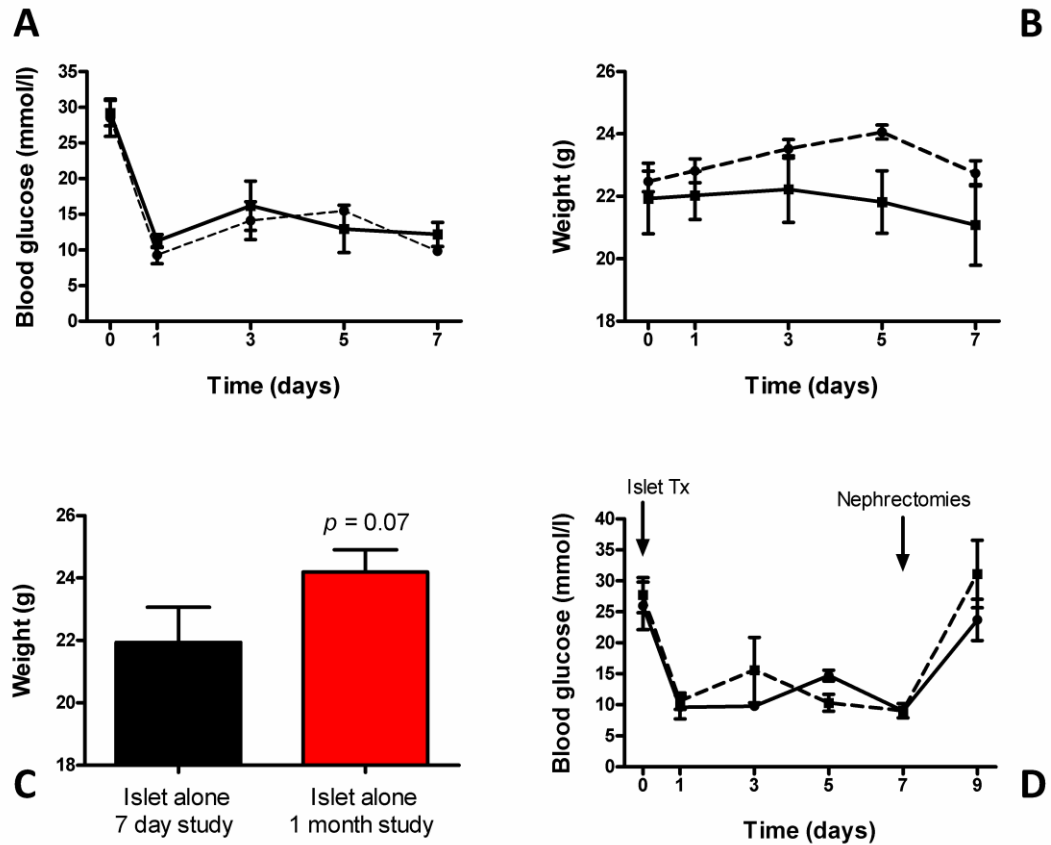 A
B
Blood glucose (mmol/l)
35
30
25
20
15
10
5
0
0 1 3 5 7
Time (days)
Weight (g)
26
24
22
20
18
0 1 3 5 7
Time (days)
Weight (g)
26
24
22
20
18
p = 0.07
Islet alone
7 day study
Islet alone
1 month study
C
Islet Tx
Nephrectomies
Blood glucose (mmol/l)
40
35
30
25
20
15
10
5
0
0 1 3 5 7 9
Time (days)
D